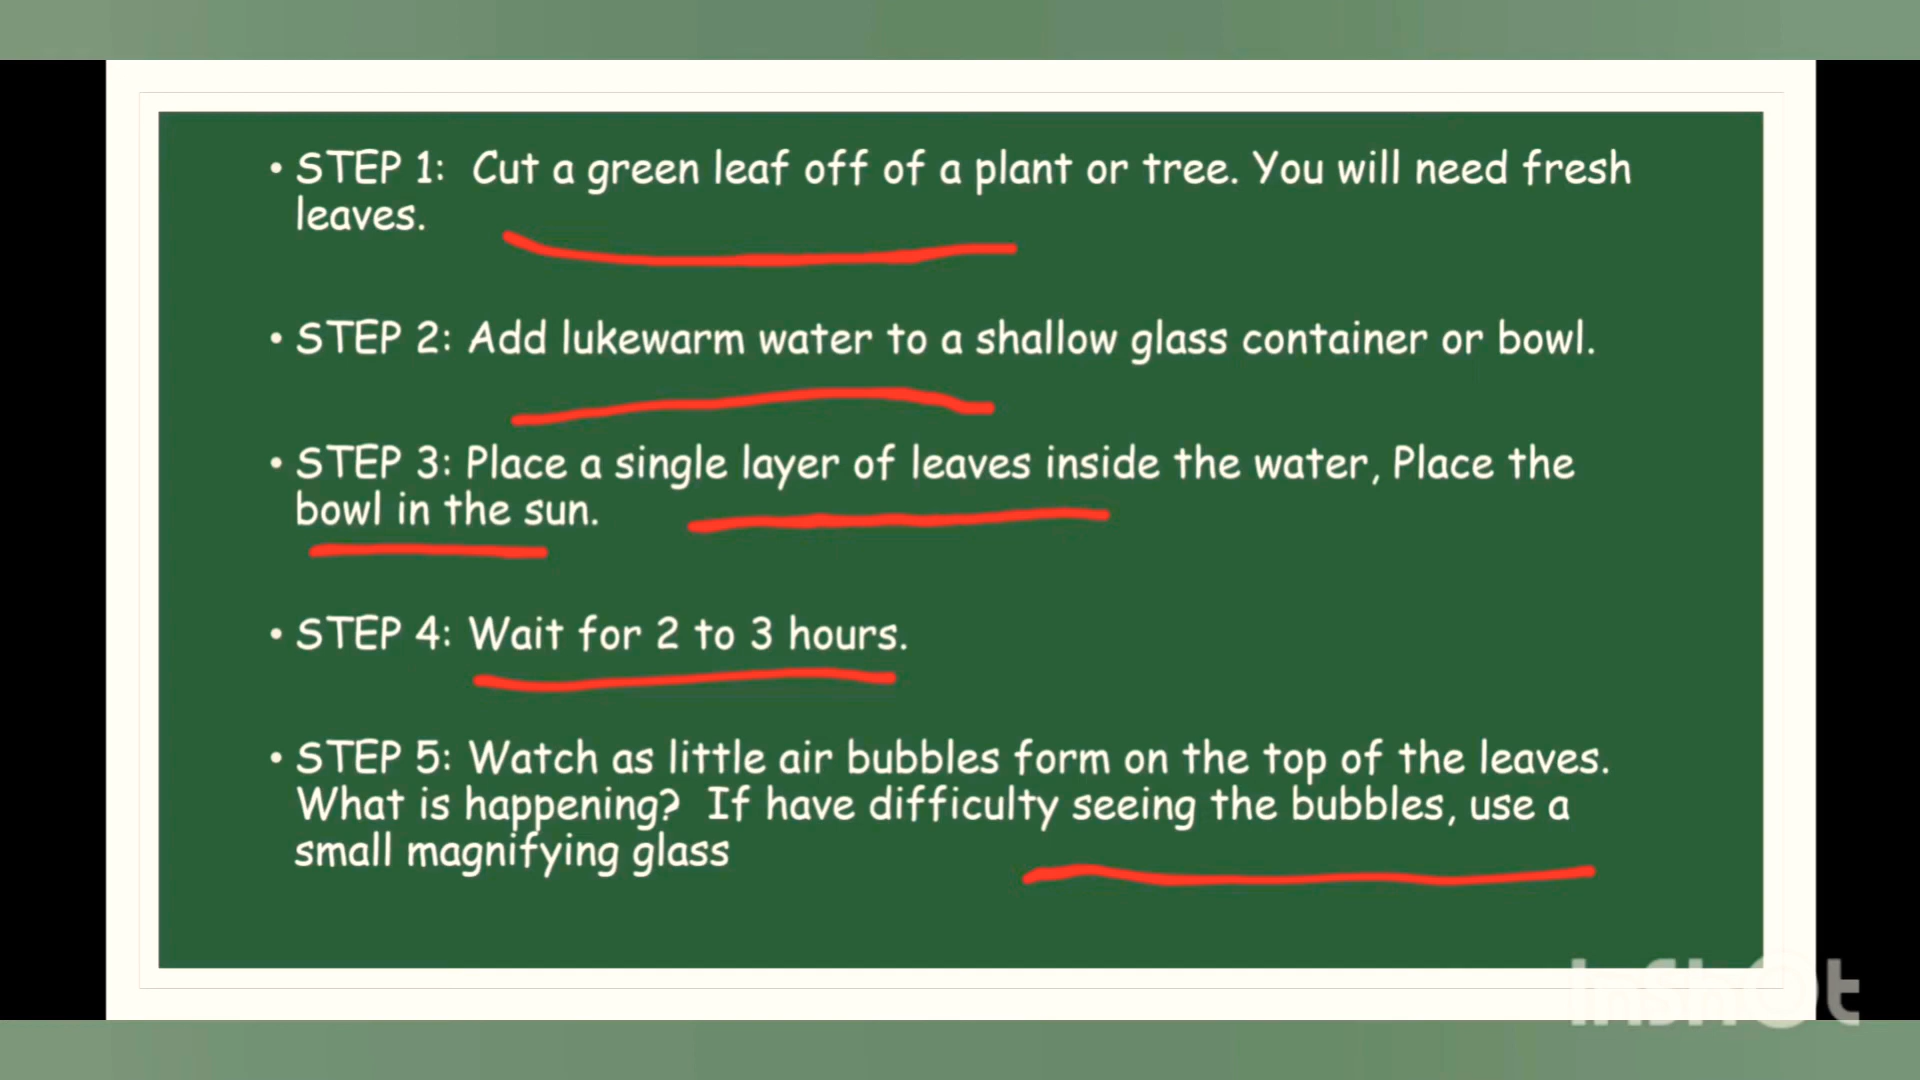 • STEP 1: Cut a green leaf off of a plant or tree. You will need fresh
leaves.
• STEP 2: Add lukewarm water to a shallow glass container or bowl.
• STEP 3: Place a single layer of leaves inside the water, Place the
bowl in the sun.
• STEP 4: Wait for 2 to 3 hours.
• STEP 5: Watch as little air bubbles form on the top of the leaves.
What is happening? If have difficulty seeing the bubbles, use a
small magnifying glass
InShOt